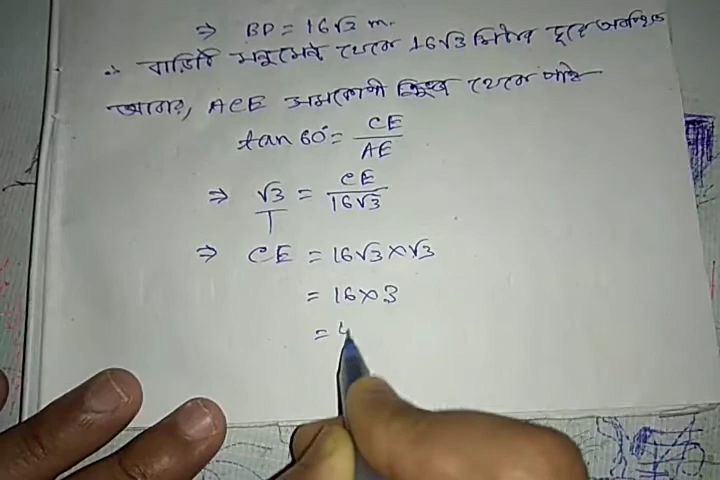 ⇒ BD = 16√3 m.
∴ বাড়িটি মনুমেন্ট থেকে 16√3 মিটার দূরে অবস্থিত
আবার, ACE সমকোণী ত্রিভুজ থেকে পাই
tan 60° = CE/AE
⇒ √3/1 = CE/16√3
⇒ CE = 16√3 × √3
= 16 × 3
= 4